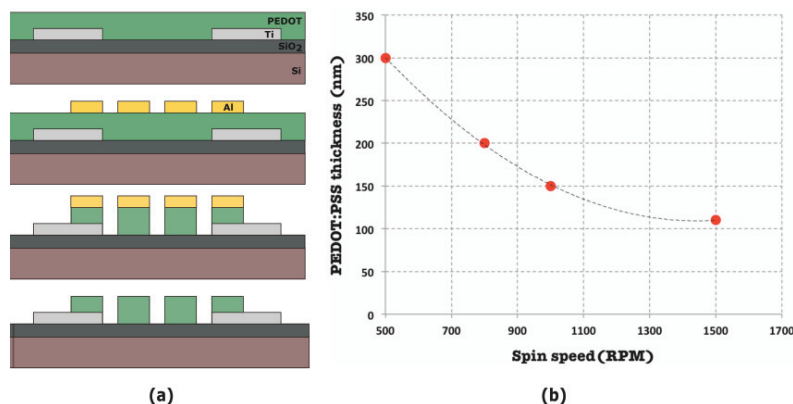 PEDOT
Ti
SiO2
Si
Al
(a)
PEDOT:PSS thickness (nm)
350
300
250
200
150
100
50
0
500 700 900 1100 1300 1500 1700
Spin speed (RPM)
(b)